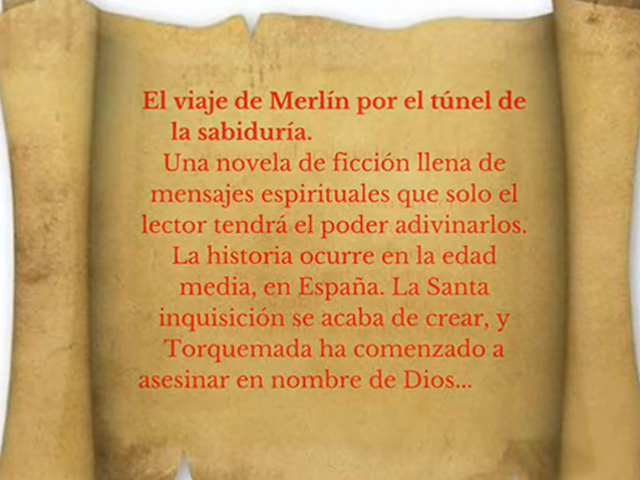 El viaje de Merlín por el túnel de
la sabiduría.
Una novela de ficción llena de
mensajes espirituales que solo el
lector tendrá el poder adivinarlos.
La historia ocurre en la edad
media, en España. La Santa
inquisición se acaba de crear, y
Torquemada ha comenzado a
asesinar en nombre de Dios...